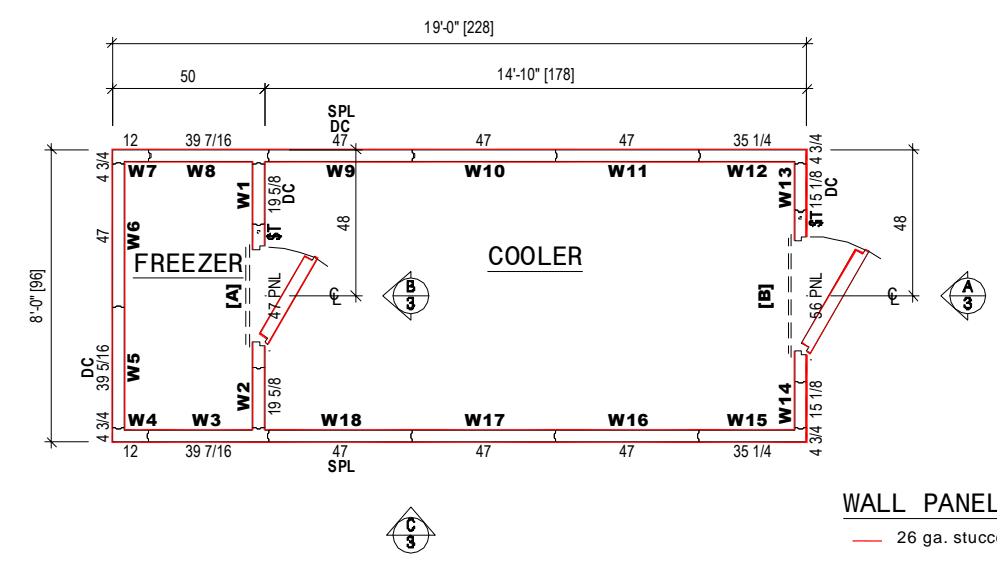 19'-0" [228]
50
14'-10" [178]
SPL
DC
12
39 7/16
47
47
47
35 1/4
4 3/4
4 3/4
W7
W8
W9
W10
W11
W12
W1
19 5/8
DC
ST
W13
15 1/8
DC
ST
48
48
47
W6
FREEZER
COOLER
8'-0" [96]
[A]
47 PNL
CL
B
3
[B]
56 PNL
CL
A
3
DC
39 5/16
W5
W2
19 5/8
W14
15 1/8
4 3/4
W4
W3
W18
W17
W16
W15
4 3/4
12
39 7/16
47
47
47
35 1/4
SPL
C
3
WALL PANEL
26 ga. stucco